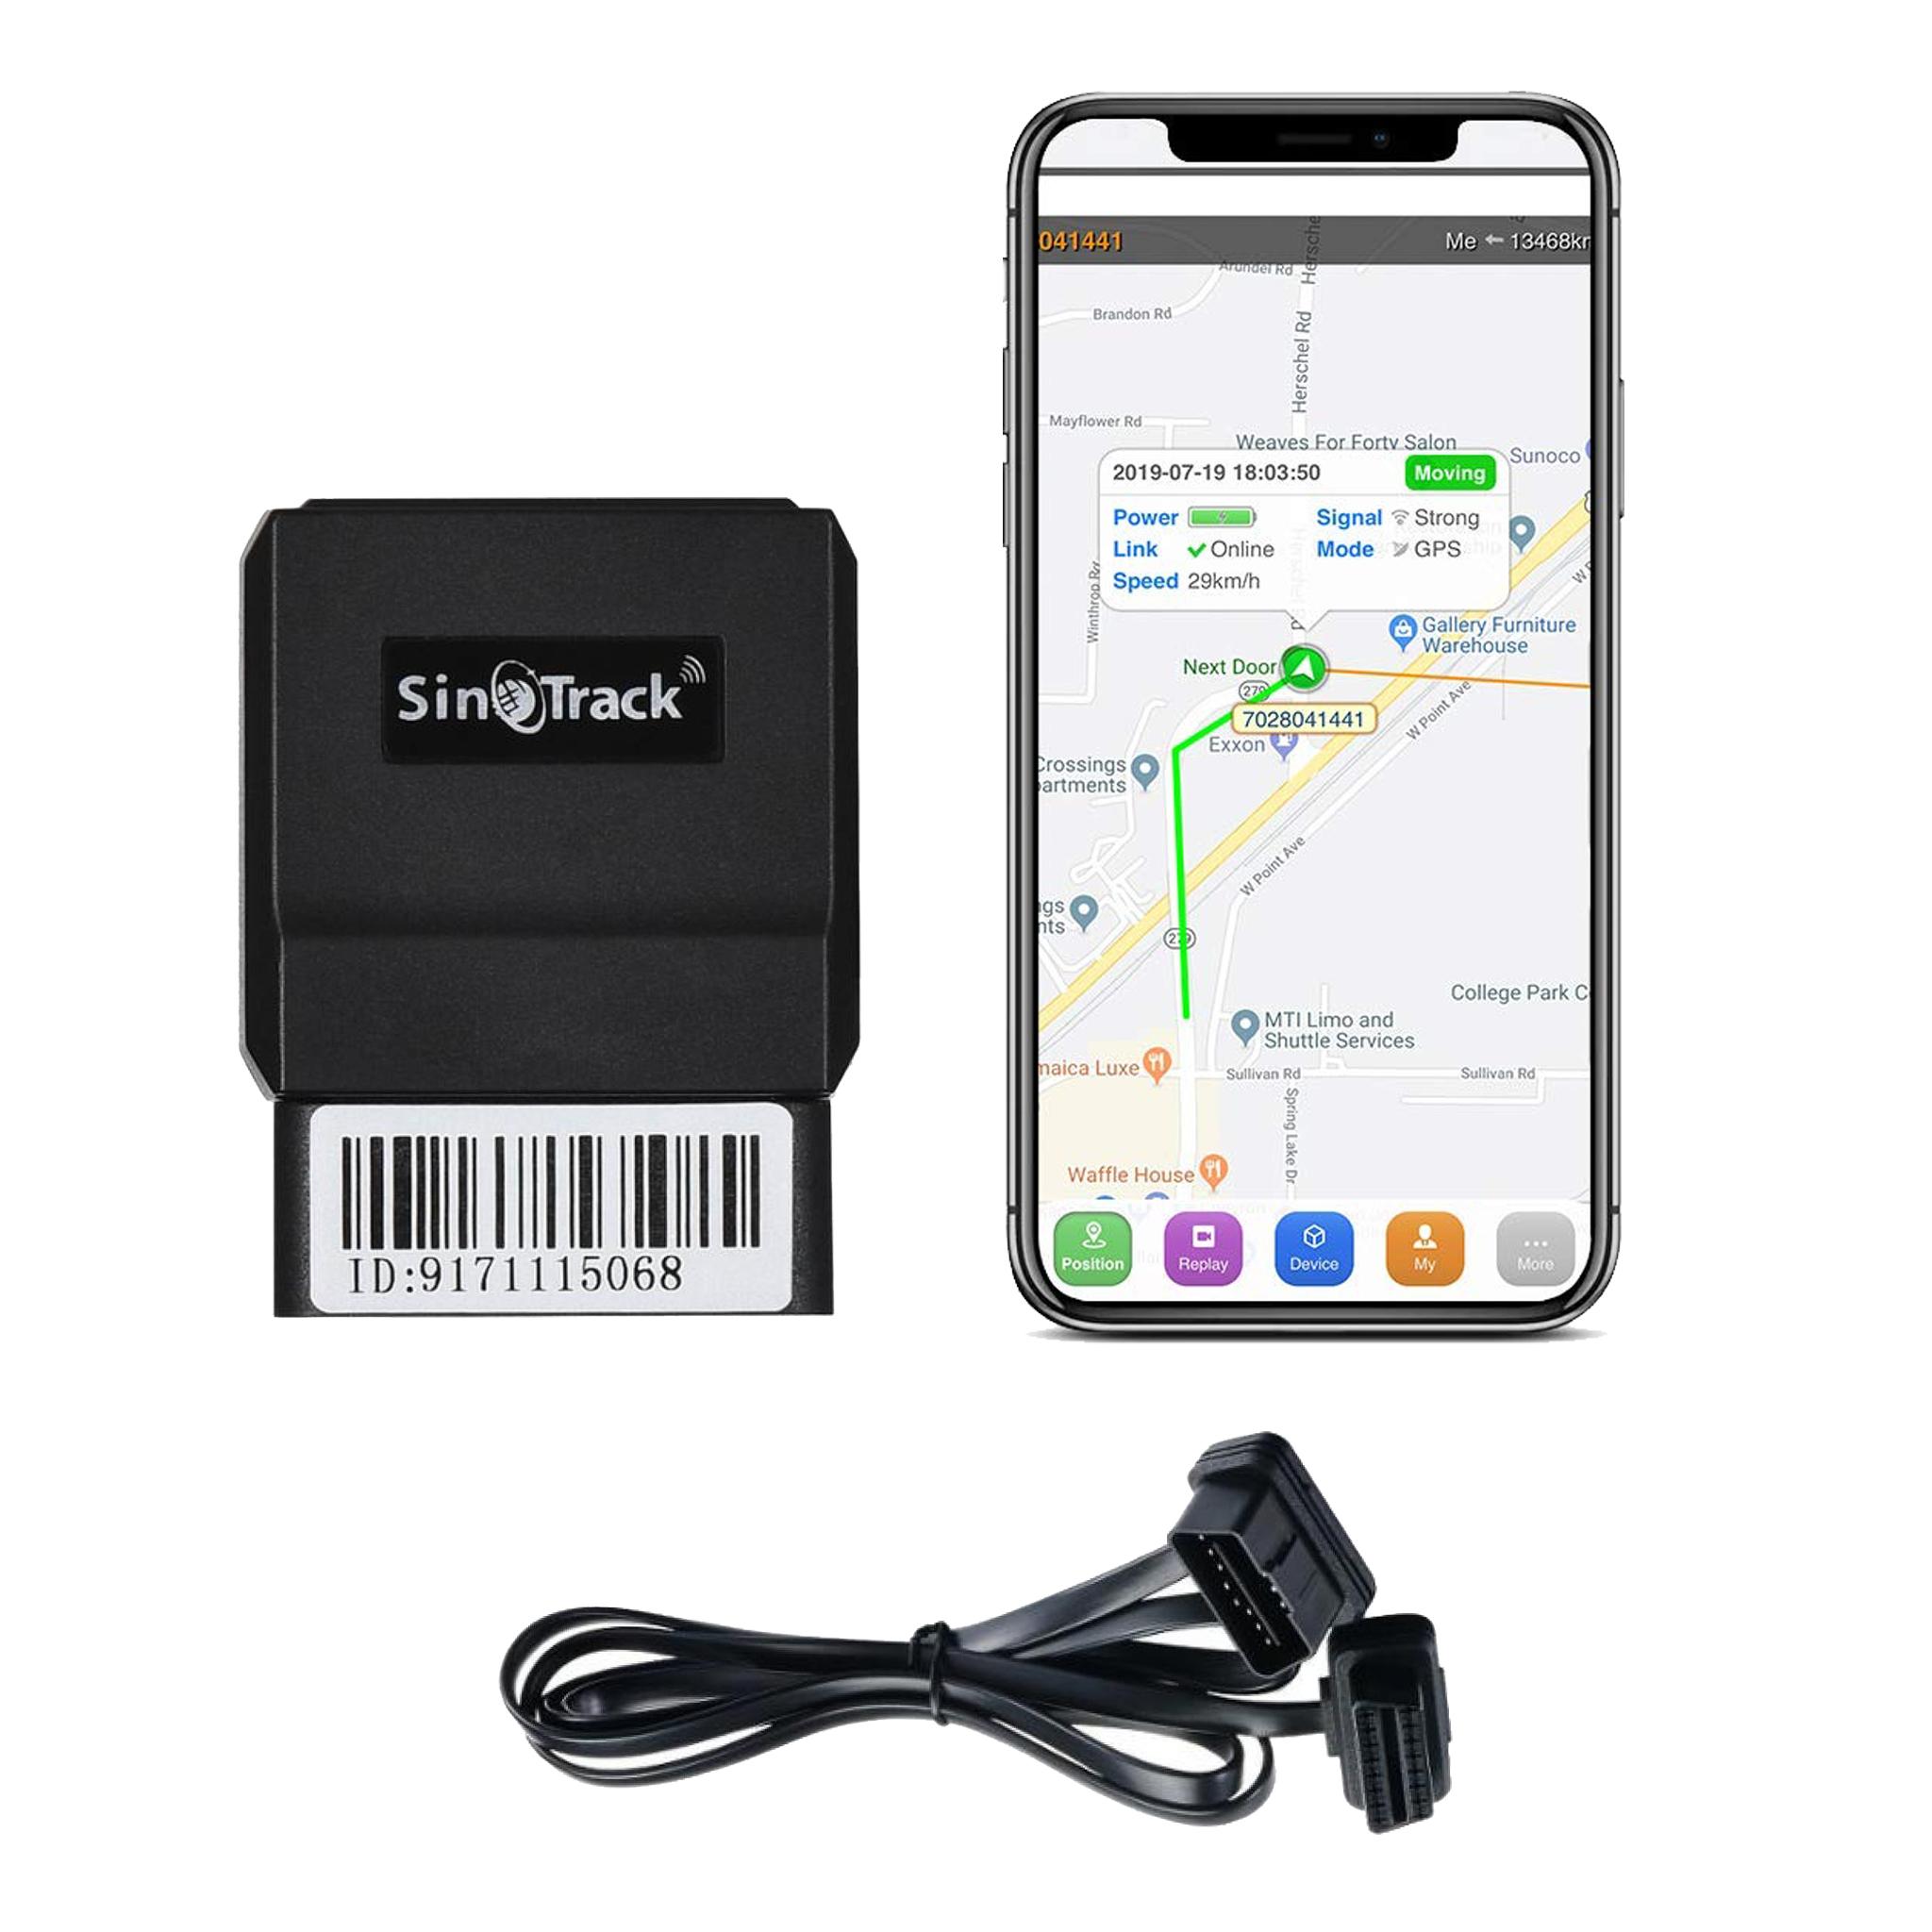 SinoTrack
ID:9171115068
041441
Me ← 13468km
Arundel Rd
Herschel Rd
Brandon Rd
Herschel Rd
Mayflower Rd
Weaves For Forty Salon
Sunoco
2019-07-19 18:03:50
Moving
Power
Signal Strong
Link Online
Mode GPS
Speed 29km/h
Winthrop Rd
Gallery Furniture
Warehouse
Next Door
279
7028041441
Exxon
W Point Ave
Crossings
W Point Ave
279
College Park C
MTI Limo and
Shuttle Services
maica Luxe
Sullivan Rd
Sullivan Rd
Spring Lake Dr
Waffle House
Position
Replay
Device
My
More